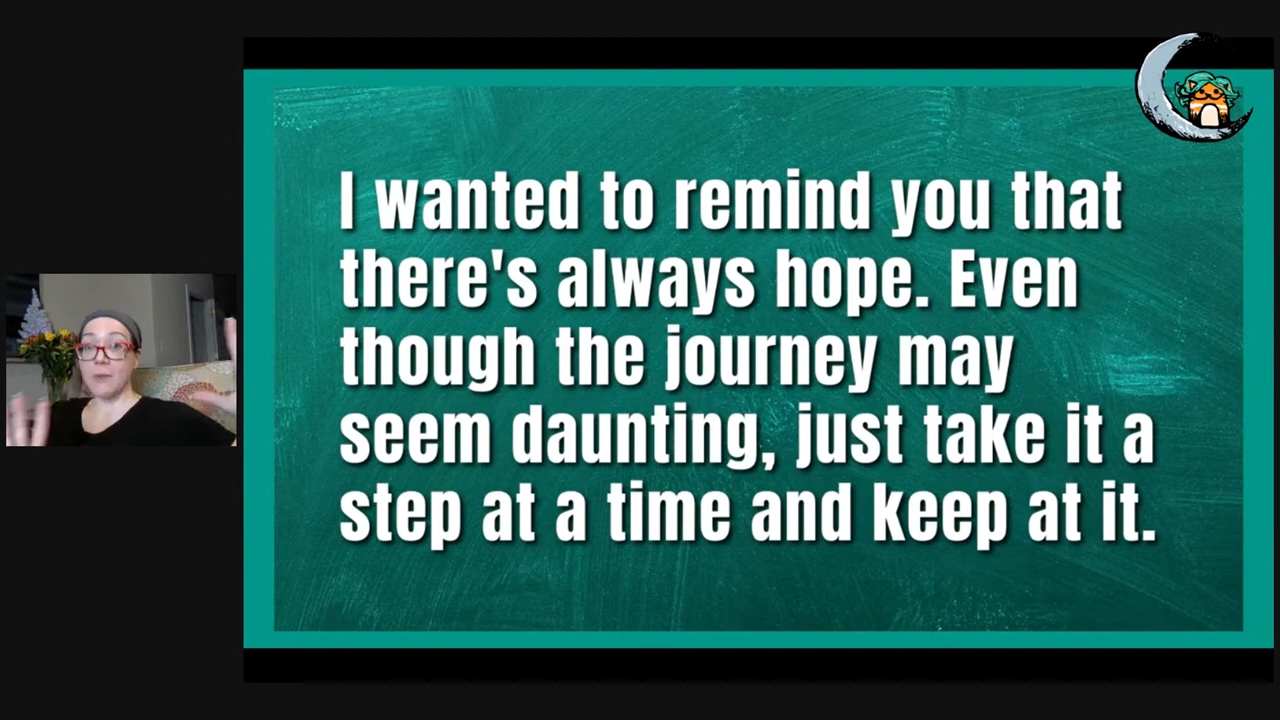 I wanted to remind you that
there's always hope. Even
though the journey may
seem daunting, just take it a
step at a time and keep at it.